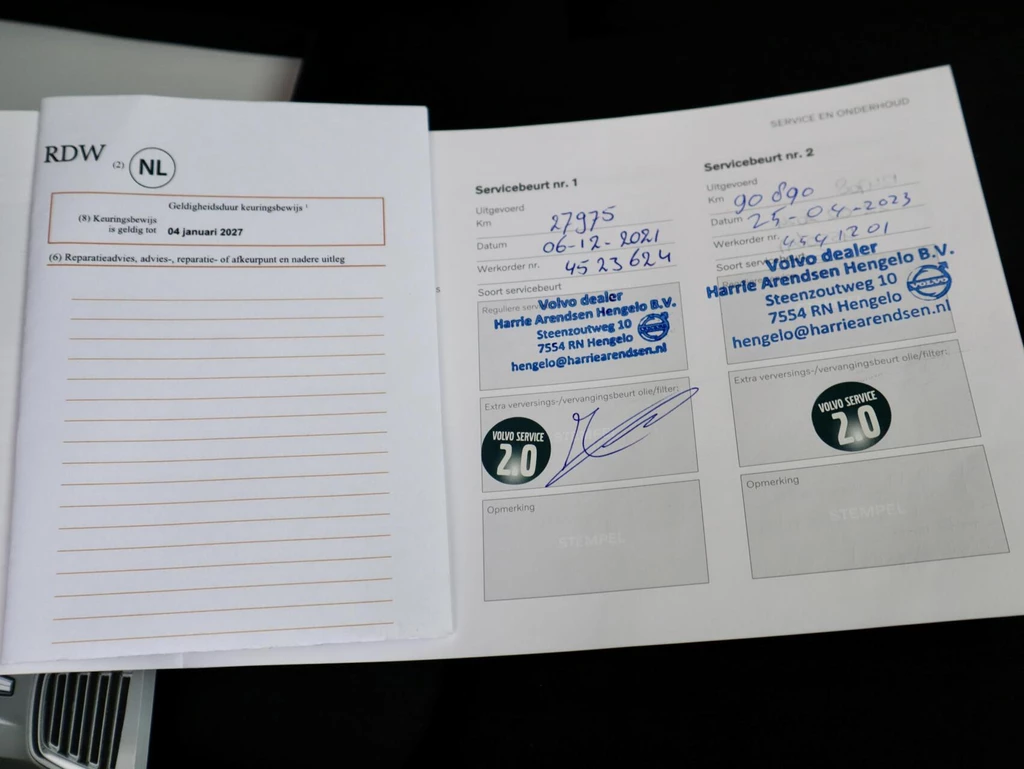 RDW
(2)
NL
Geldigheidsduur keuringsbewijs ¹
(8) Keuringsbewijs
is geldig tot 04 januari 2027
(6) Reparatieadvies, advies-, reparatie- of afkeurpunt en nadere uitleg
SERVICE EN ONDERHOUD
Servicebeurt nr. 1
Uitgevoerd
Km 27975
Datum 06-12-2021
Werkorder nr. 4523624
Soort servicebeurt
Reguliere
Volvo dealer
Harrie Arendsen Hengelo B.V.
Steenzoutweg 10
7554 RN Hengelo
hengelo@harriearendsen.nl
VOLVO
Extra verversings-/vervangingsbeurt olie/filter:
VOLVO SERVICE
2.0
Opmerking
STEMPEL
Servicebeurt nr. 2
Uitgevoerd
Km 90890
Datum 25-04-2023
Werkorder nr. 4541201
Soort
Volvo dealer
Harrie Arendsen Hengelo B.V.
Steenzoutweg 10
7554 RN Hengelo
hengelo@harriearendsen.nl
VOLVO
Extra verversings-/vervangingsbeurt olie/filter:
VOLVO SERVICE
2.0
Opmerking
STEMPEL